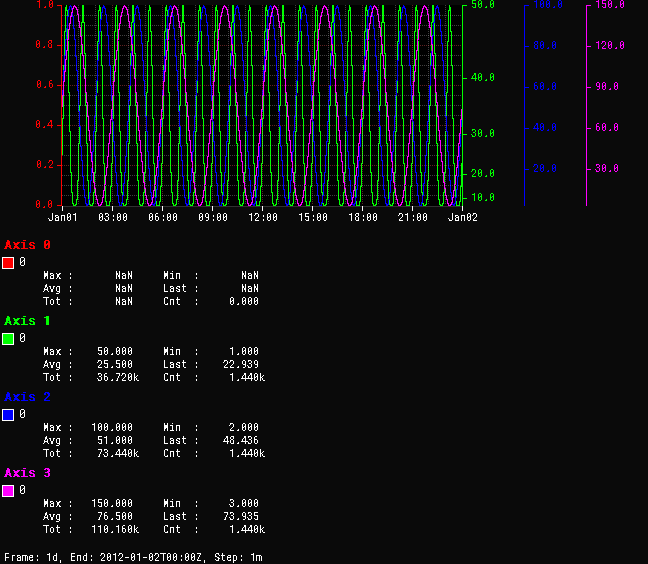 1.0 50.0 100.0 150.0
0.8 80.0 120.0
40.0
0.6 60.0 90.0
0.4 30.0 40.0 60.0
0.2 20.0 20.0 30.0
10.0
0.0
Jan01 03:00 06:00 09:00 12:00 15:00 18:00 21:00 Jan02
Axis 0
0
Max : NaN Min : NaN
Avg : NaN Last : NaN
Tot : NaN Cnt : 0.000
Axis 1
0
Max : 50.000 Min : 1.000
Avg : 25.500 Last : 22.939
Tot : 36.720k Cnt : 1.440k
Axis 2
0
Max : 100.000 Min : 2.000
Avg : 51.000 Last : 48.436
Tot : 73.440k Cnt : 1.440k
Axis 3
0
Max : 150.000 Min : 3.000
Avg : 76.500 Last : 73.935
Tot : 110.160k Cnt : 1.440k
Frame: 1d, End: 2012-01-02T00:00Z, Step: 1m